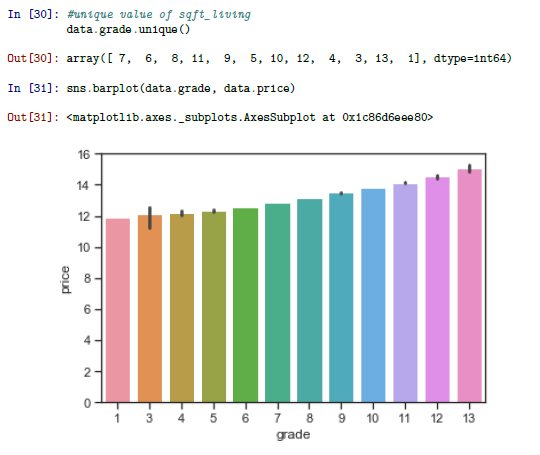 In [30]: #unique value of sqft_living
data.grade.unique()
Out[30]: array([ 7, 6, 8, 11, 9, 5, 10, 12, 4, 3, 13, 1], dtype=int64)
In [31]: sns.barplot(data.grade, data.price)
Out[31]: <matplotlib.axes._subplots.AxesSubplot at 0x1c86d6eee80>
16
14
12
10
8
6
4
2
0
price
1 3 4 5 6 7 8 9 10 11 12 13
grade